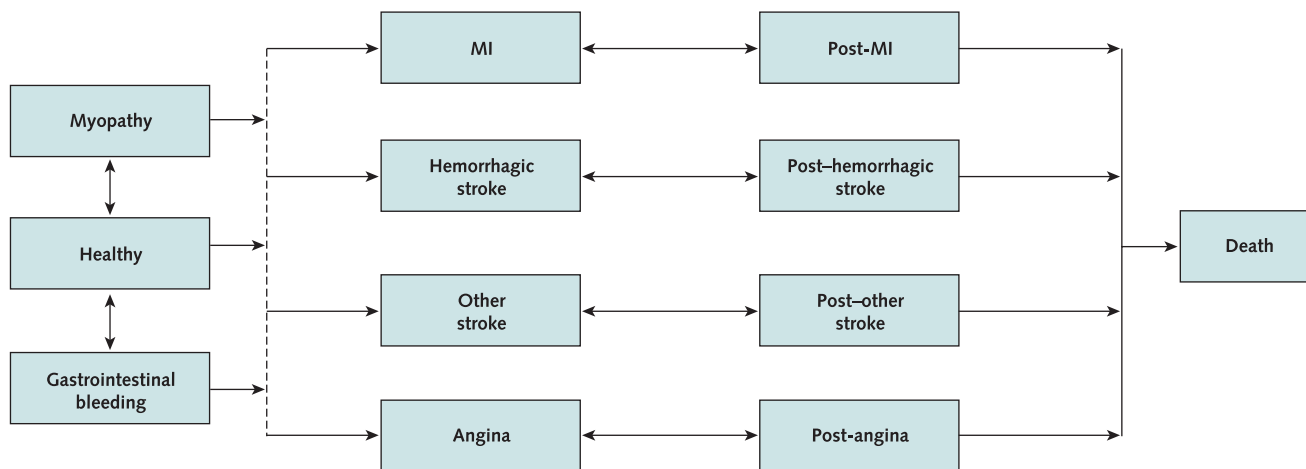 MI
Post-MI
Myopathy
Hemorrhagic
stroke
Post–hemorrhagic
stroke
Healthy
Death
Other
stroke
Post–other
stroke
Gastrointestinal
bleeding
Angina
Post-angina